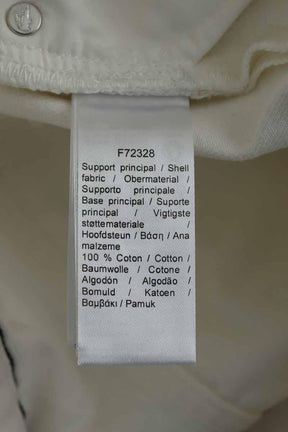 F72328
Support principal / Shell
fabric / Obermaterial /
Supporto principale /
Base principal / Suporte
principal / Vigtigste
støttemateriale /
Hoofdsteun / Βάση / Ana
malzeme
100 % Coton / Cotton /
Baumwolle / Cotone /
Algodón / Algodão /
Bomuld / Katoen /
Βαμβάκι / Pamuk